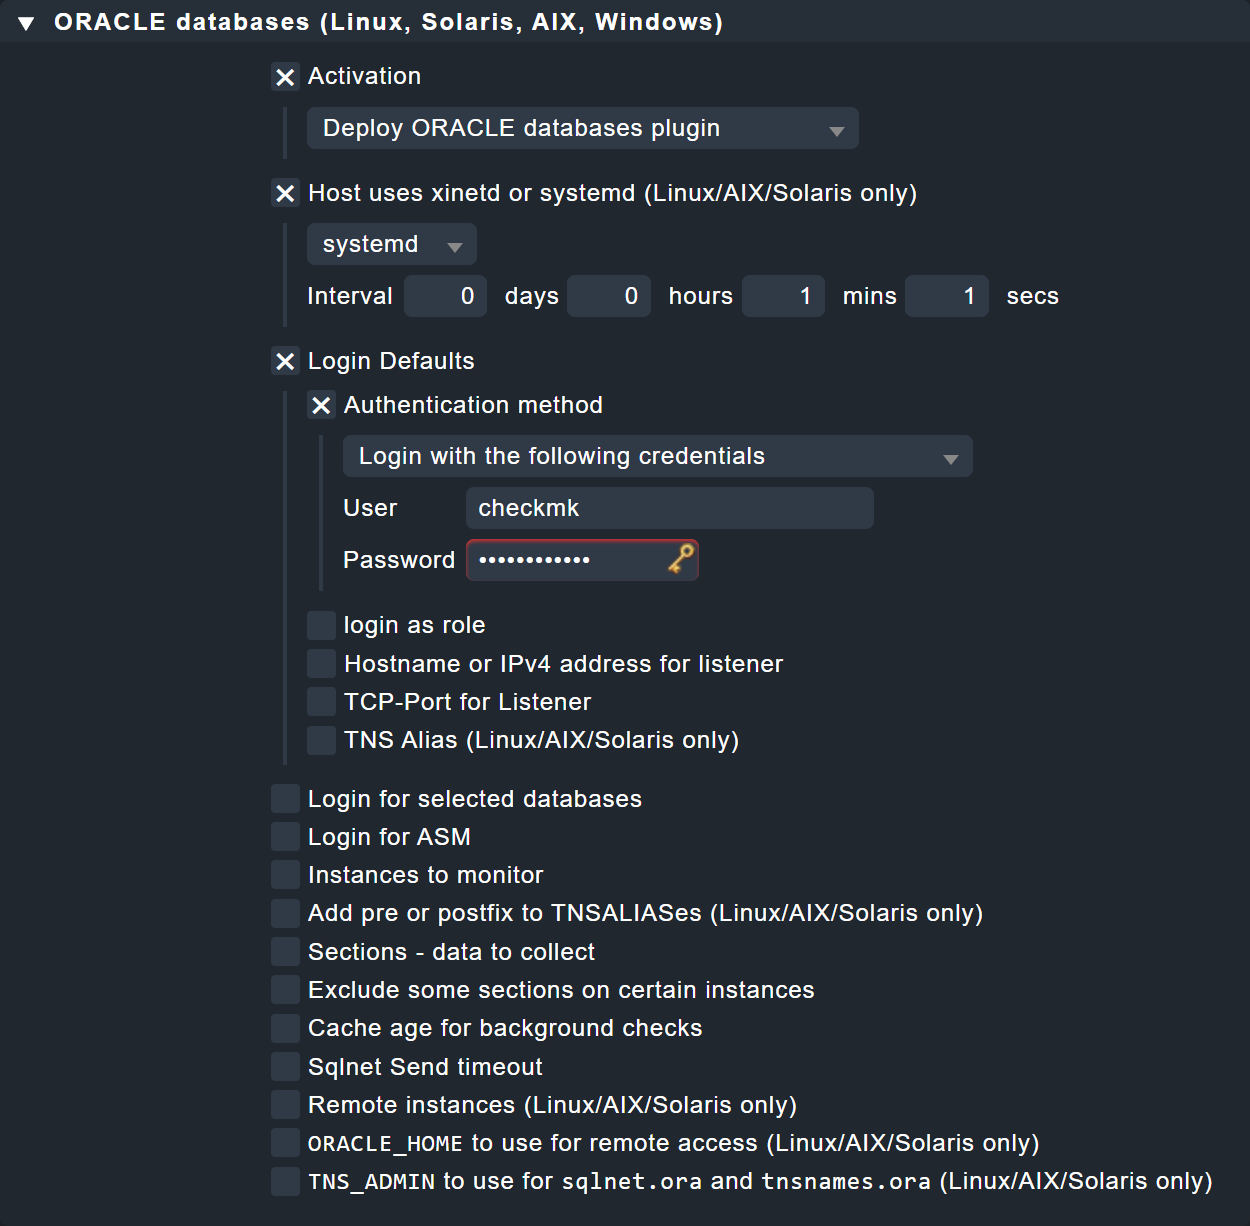 ORACLE databases (Linux, Solaris, AIX, Windows)
Activation
Deploy ORACLE databases plugin
Host uses xinetd or systemd (Linux/AIX/Solaris only)
systemd
Interval 0 days 0 hours 1 mins 1 secs
Login Defaults
Authentication method
Login with the following credentials
User checkmk
Password ••••••••••••
login as role
Hostname or IPv4 address for listener
TCP-Port for Listener
TNS Alias (Linux/AIX/Solaris only)
Login for selected databases
Login for ASM
Instances to monitor
Add pre or postfix to TNSALIASes (Linux/AIX/Solaris only)
Sections - data to collect
Exclude some sections on certain instances
Cache age for background checks
Sqlnet Send timeout
Remote instances (Linux/AIX/Solaris only)
ORACLE_HOME to use for remote access (Linux/AIX/Solaris only)
TNS_ADMIN to use for sqlnet.ora and tnsnames.ora (Linux/AIX/Solaris only)